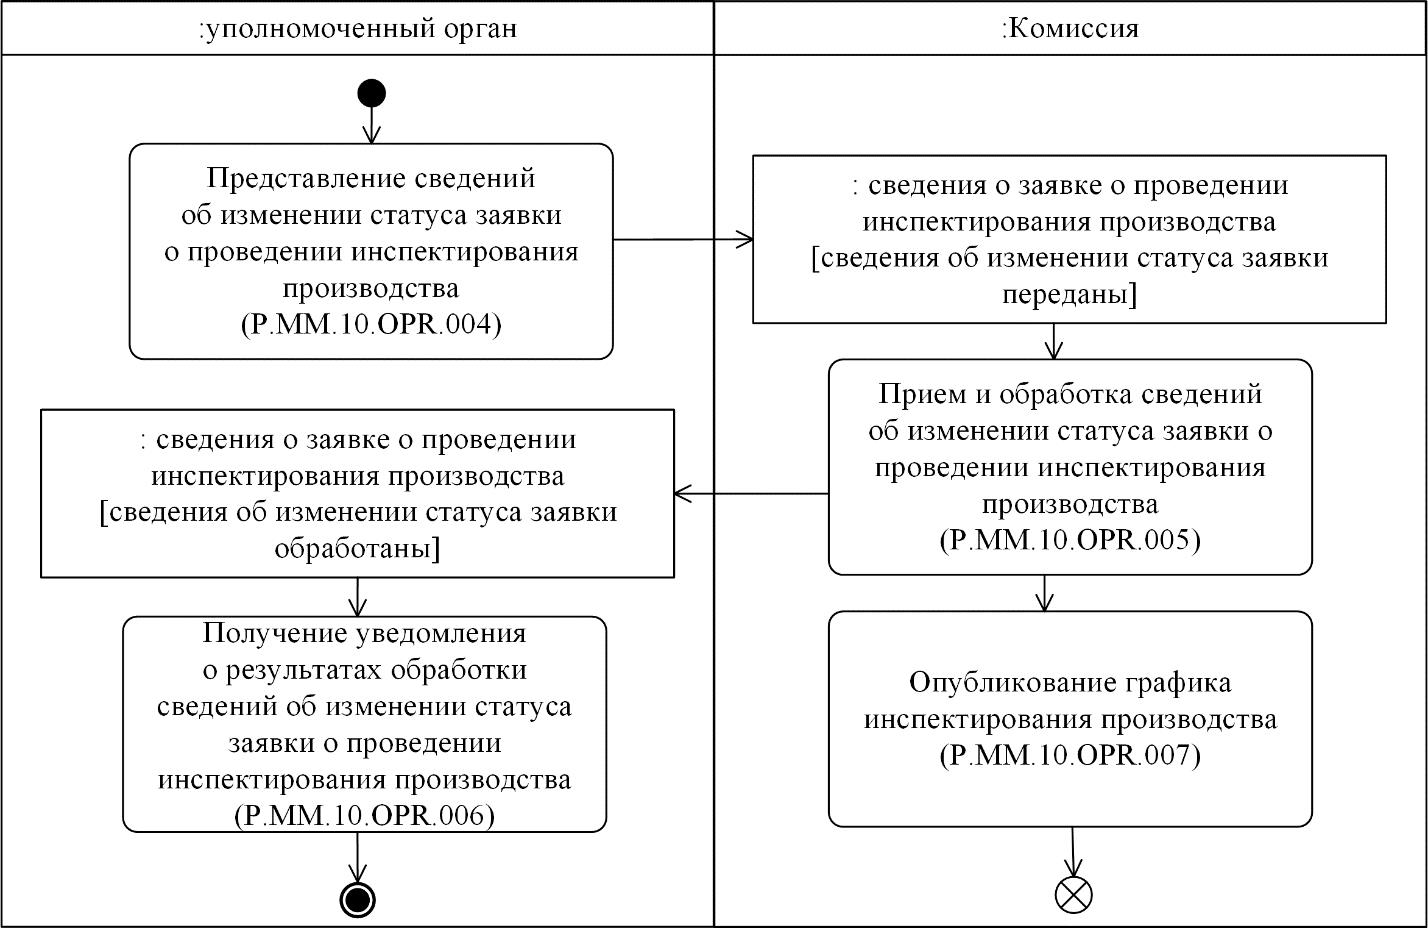 :уполномоченный орган
:Комиссия
Представление сведений
об изменении статуса заявки
о проведении инспектирования
производства
(P.MM.10.OPR.004)
: сведения о заявке о проведении
инспектирования производства
[сведения об изменении статуса заявки
переданы]
Прием и обработка сведений
об изменении статуса заявки о
проведении инспектирования
производства
(P.MM.10.OPR.005)
: сведения о заявке о проведении
инспектирования производства
[сведения об изменении статуса заявки
обработаны]
Получение уведомления
о результатах обработки
сведений об изменении статуса
заявки о проведении
инспектирования производства
(P.MM.10.OPR.006)
Опубликование графика
инспектирования производства
(P.MM.10.OPR.007)